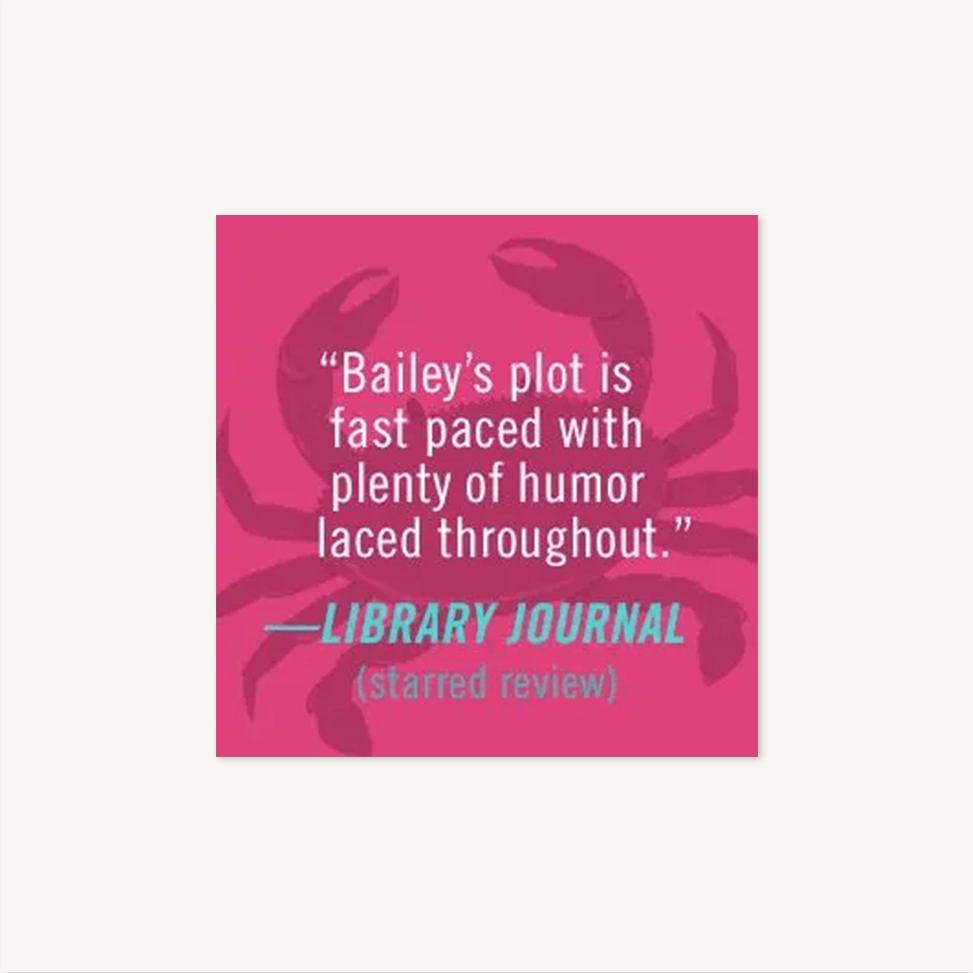 “Bailey’s plot is
fast paced with
plenty of humor
laced throughout.”
—LIBRARY JOURNAL
(starred review)